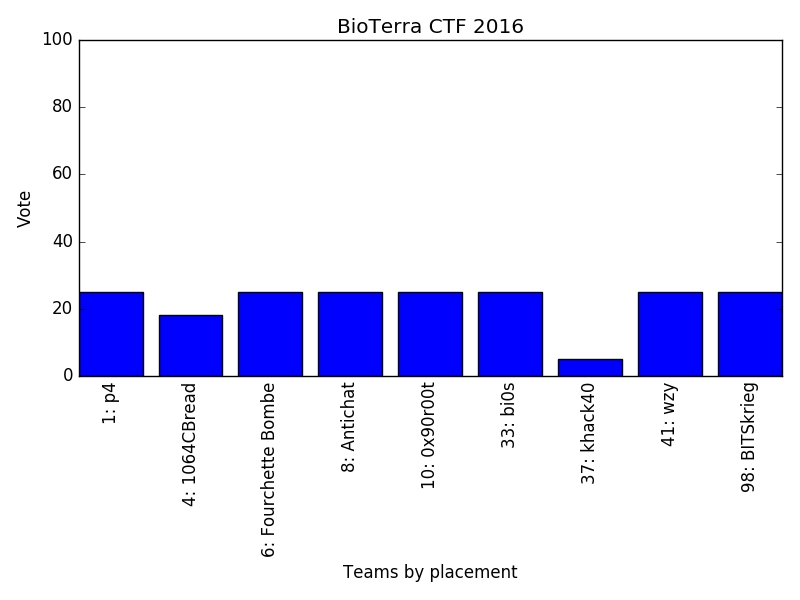 BioTerra CTF 2016
100
80
60
40
20
0
Vote
1: p4
4: 1064CBread
6: Fourchette Bombe
8: Antichat
10: 0x90r00t
33: bi0s
37: khack40
41: wzy
98: BITSkrieg
Teams by placement